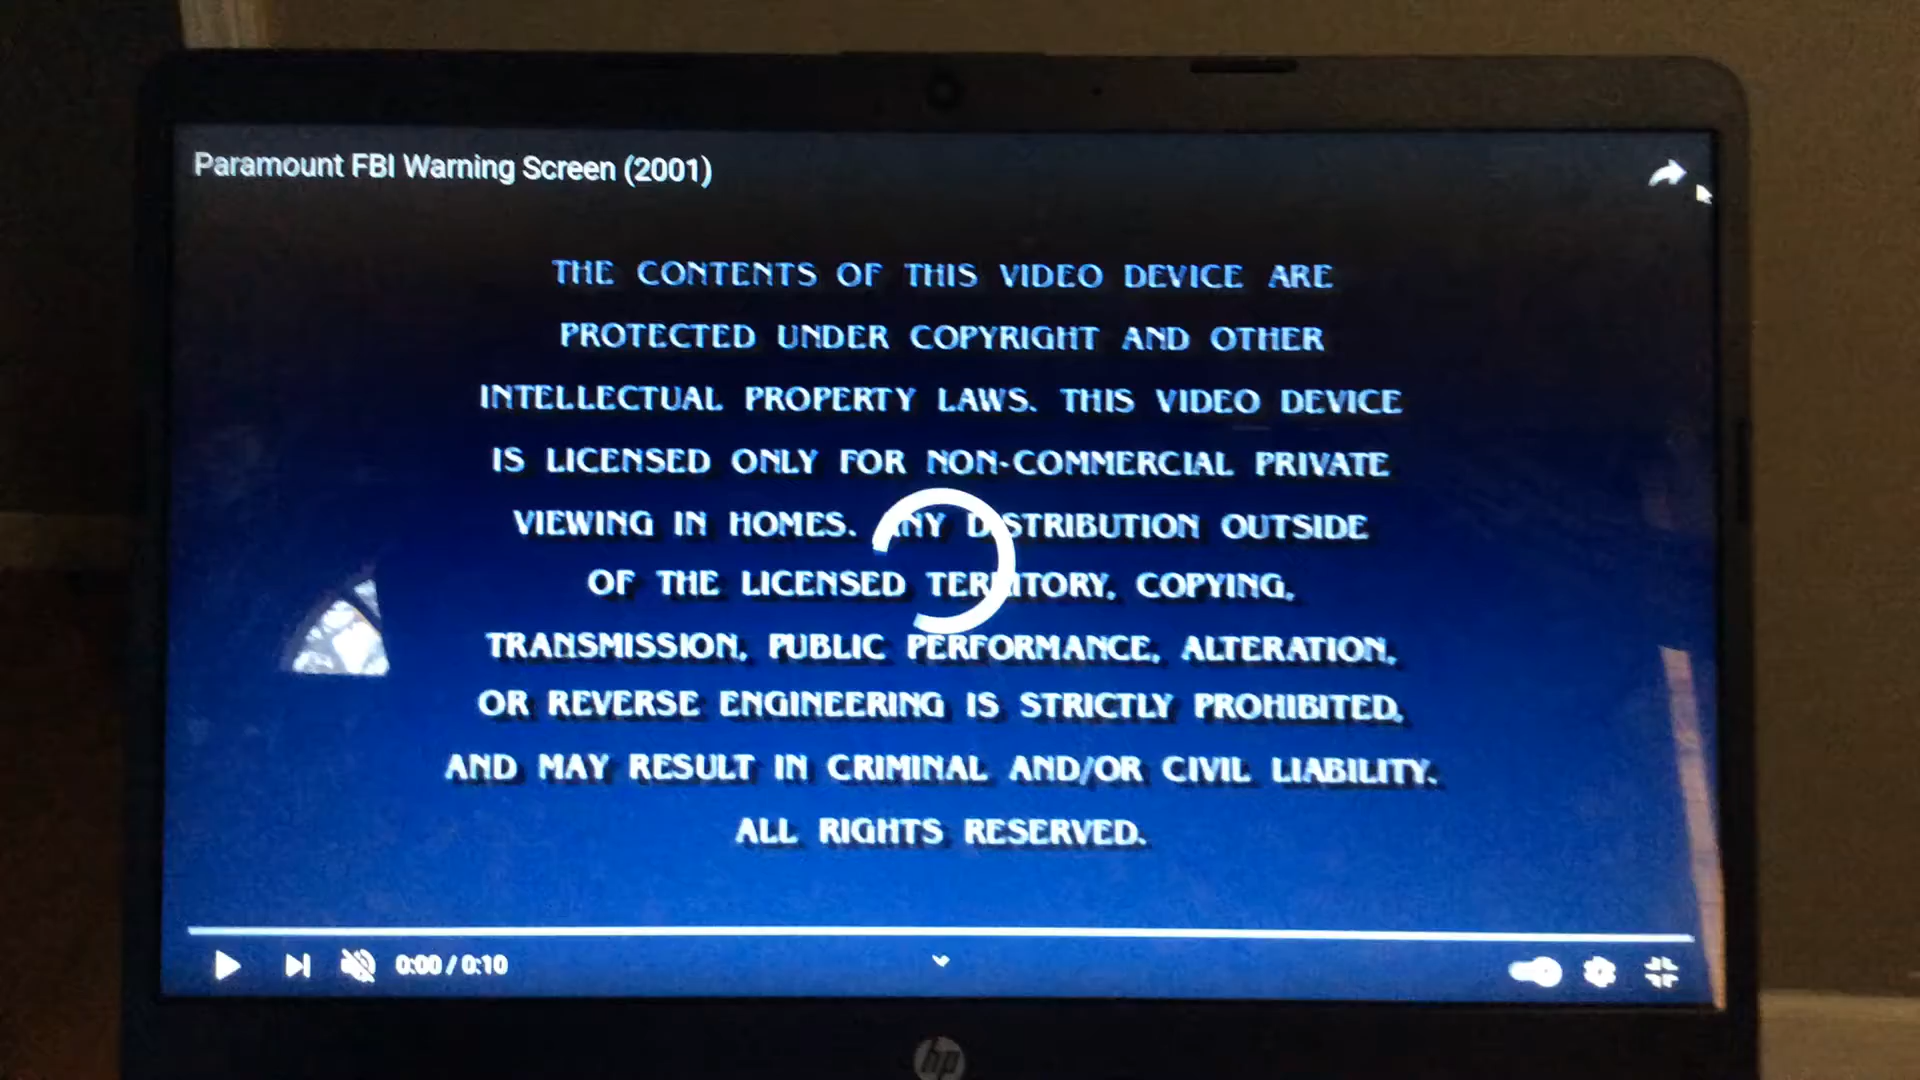 Paramount FBI Warning Screen (2001)
THE CONTENTS OF THIS VIDEO DEVICE ARE
PROTECTED UNDER COPYRIGHT AND OTHER
INTELLECTUAL PROPERTY LAWS. THIS VIDEO DEVICE
IS LICENSED ONLY FOR NON-COMMERCIAL PRIVATE
VIEWING IN HOMES. ANY DISTRIBUTION OUTSIDE
OF THE LICENSED TERRITORY, COPYING,
TRANSMISSION, PUBLIC PERFORMANCE, ALTERATION,
OR REVERSE ENGINEERING IS STRICTLY PROHIBITED,
AND MAY RESULT IN CRIMINAL AND/OR CIVIL LIABILITY.
ALL RIGHTS RESERVED.
0:00 / 0:10
hp